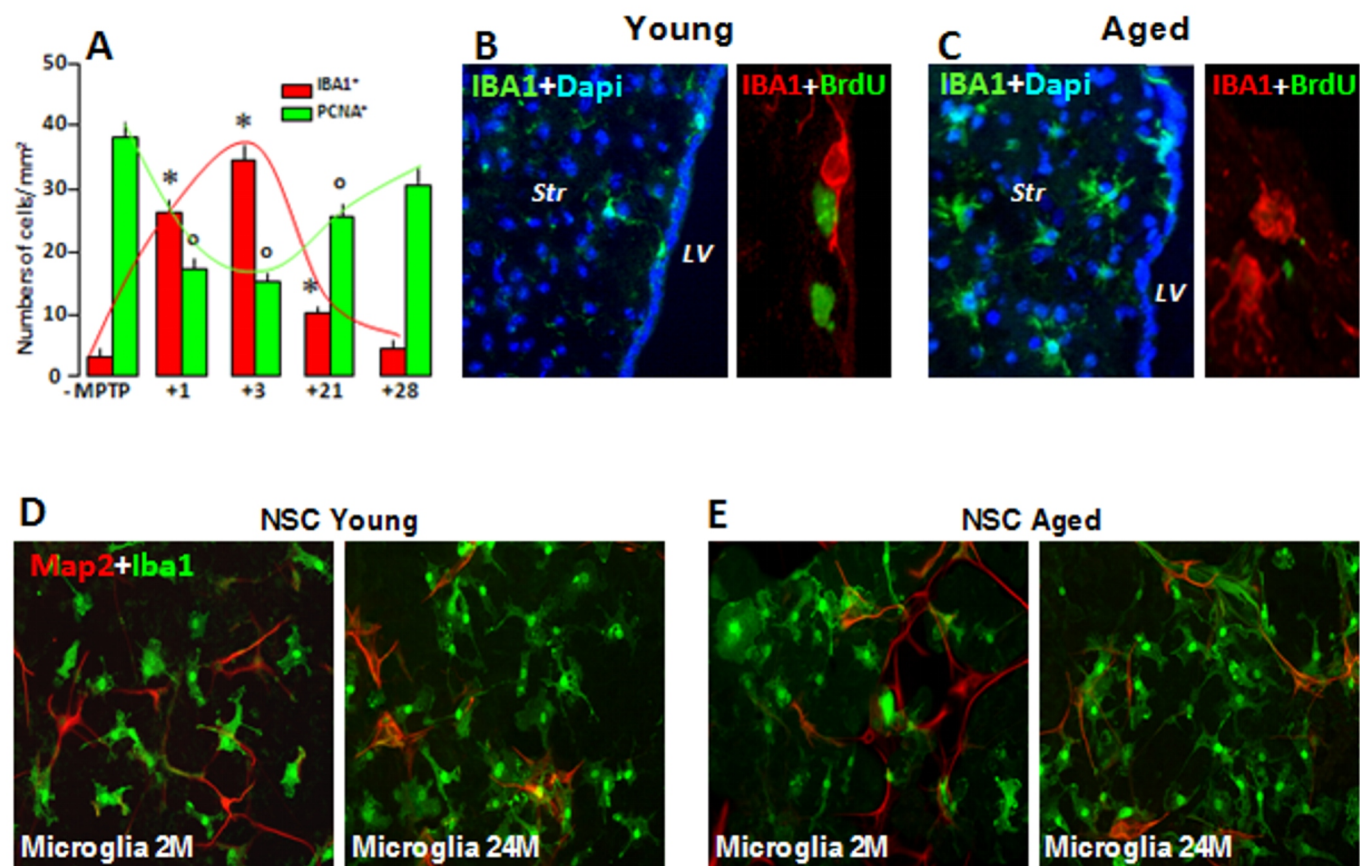 Young
Aged
A
B
C
50
40
30
20
10
0
Numbers of cells/mm²
IBA1⁺
PCNA⁺
*
*
*
o
o
o
- MPTP
+1
+3
+21
+28
IBA1+Dapi
Str
LV
IBA1+BrdU
IBA1+Dapi
Str
LV
IBA1+BrdU
D
NSC Young
E
NSC Aged
Map2+Iba1
Microglia 2M
Microglia 24M
Microglia 2M
Microglia 24M